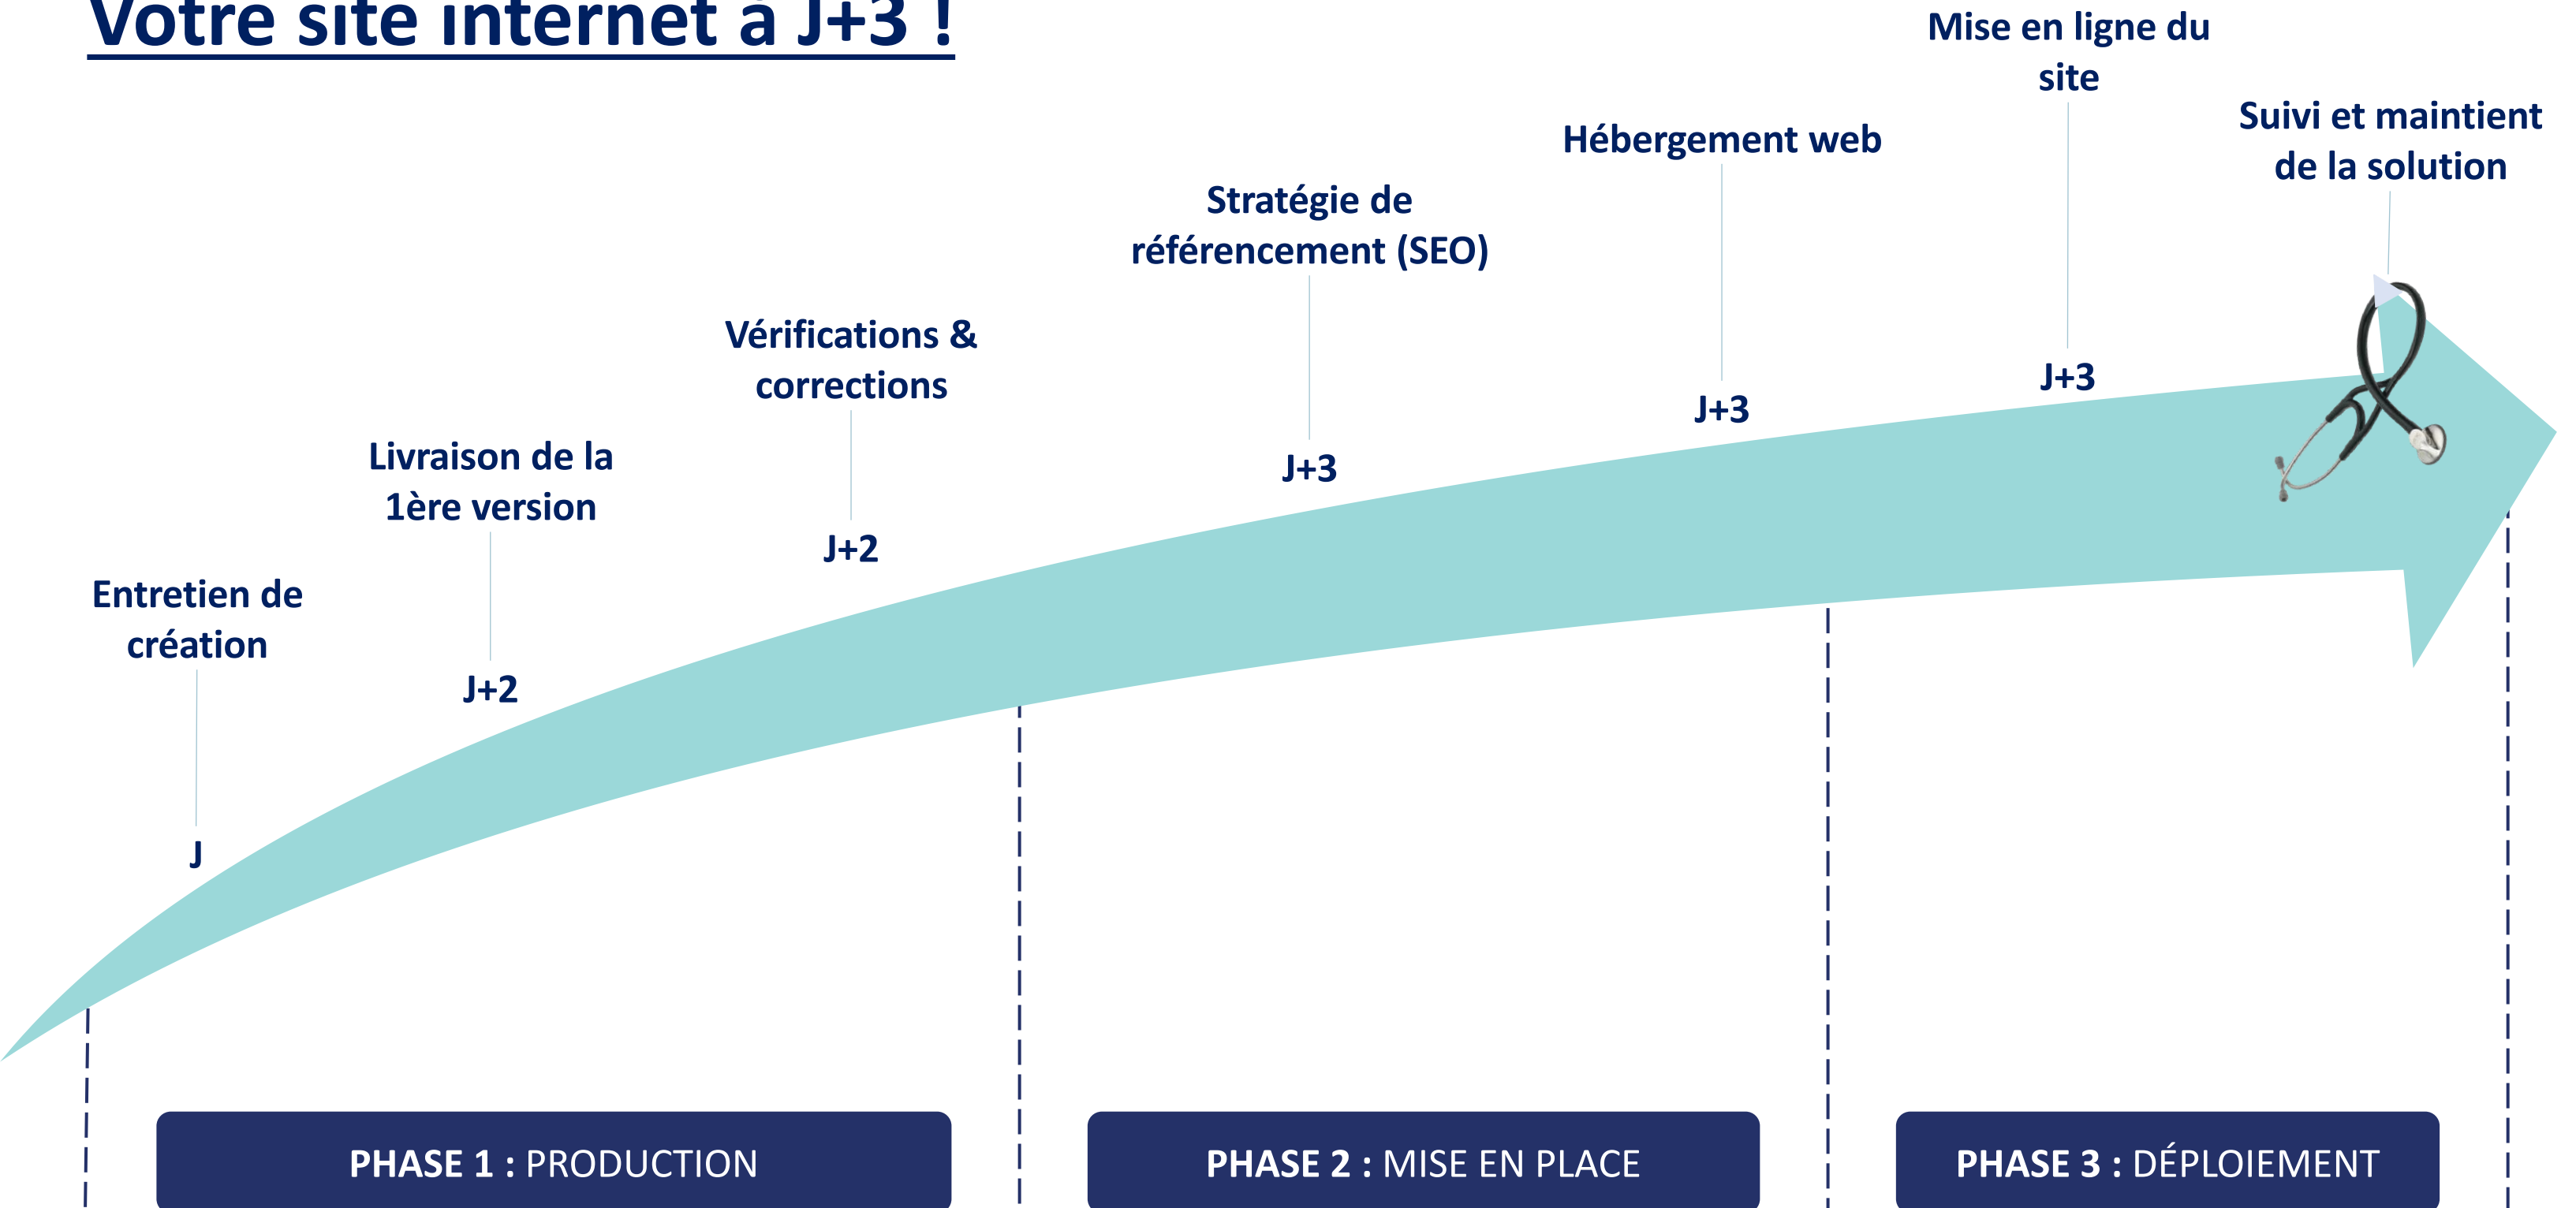 Votre site internet à J+3 !
Mise en ligne du
site
J+3
Suivi et maintient
de la solution
Hébergement web
J+3
Stratégie de
référencement (SEO)
J+3
Vérifications &
corrections
J+2
Livraison de la
1ère version
J+2
Entretien de
création
J
PHASE 1 : PRODUCTION
PHASE 2 : MISE EN PLACE
PHASE 3 : DÉPLOIEMENT